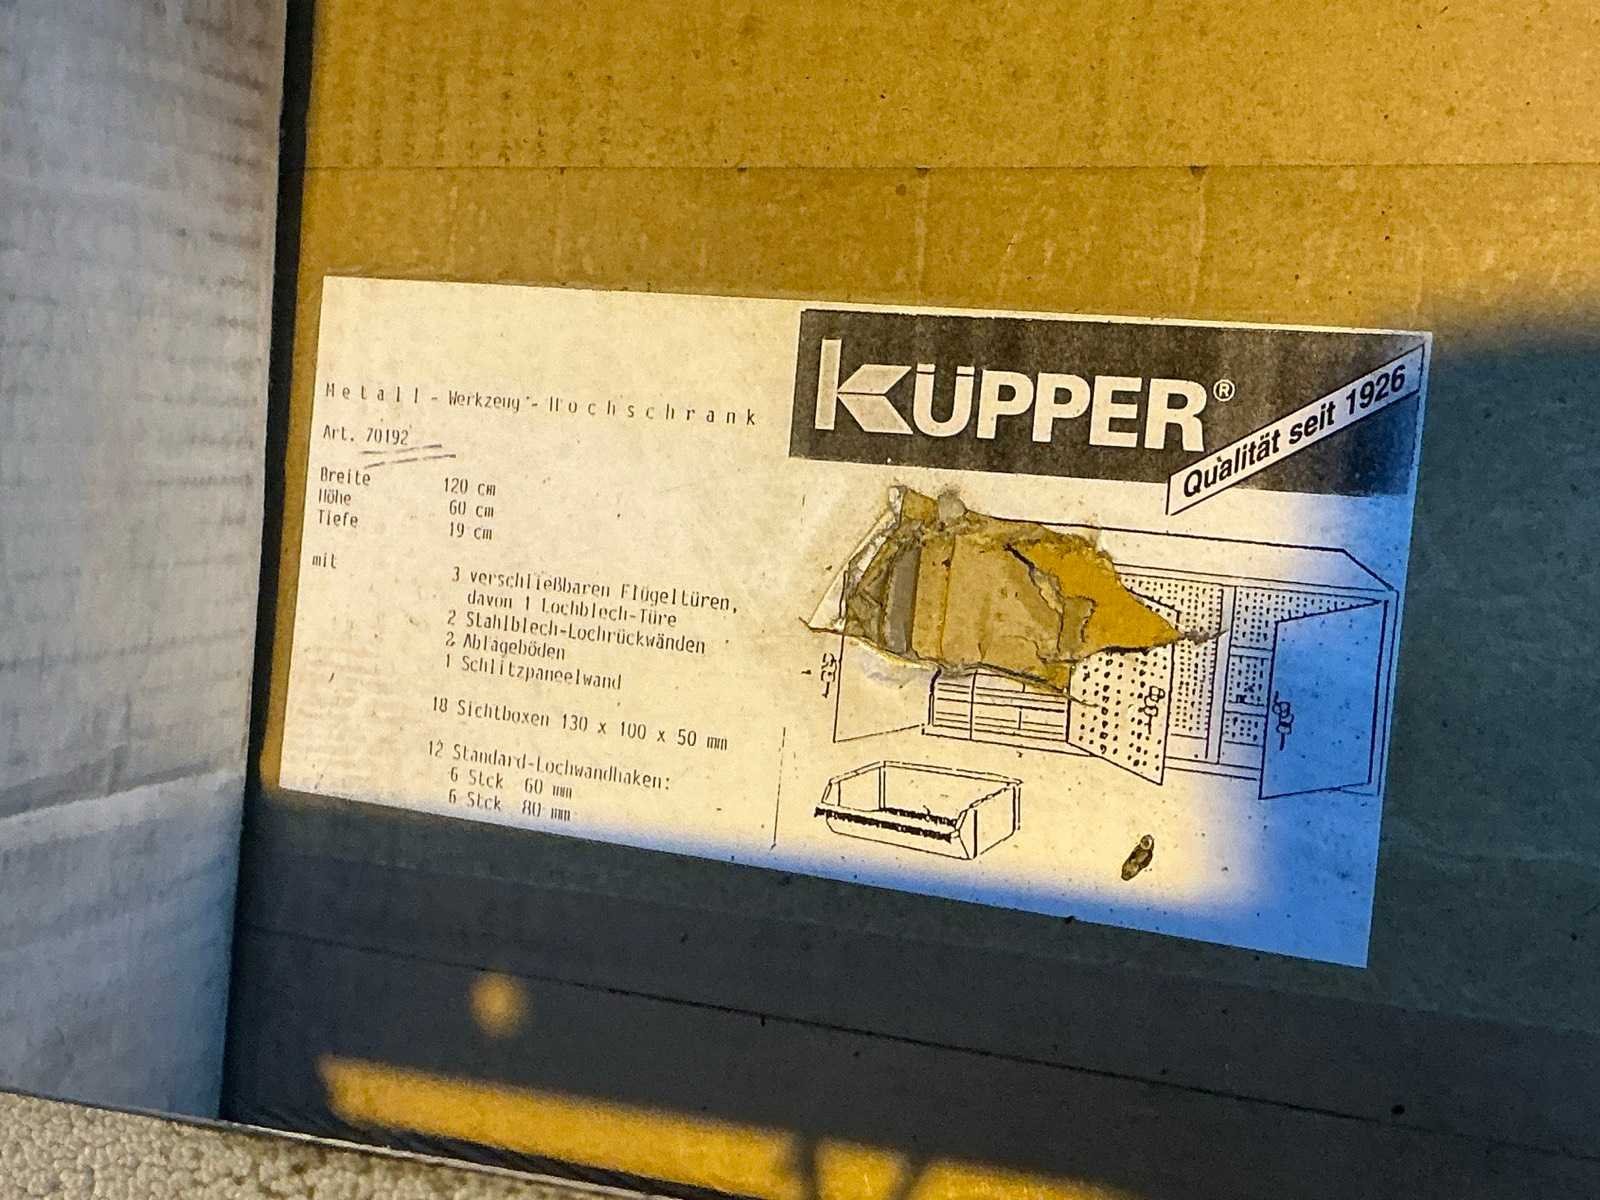 Metall-Werkzeug-Hochschrank
Art. 70192
Breite 120 cm
Höhe 60 cm
Tiefe 19 cm
mit
3 verschließbaren Flügeltüren,
davon 1 Lochblech-Türe
2 Stahlblech-Lochrückwänden
2 Ablageböden
1 Schlitzpaneelwand
18 Sichtboxen 130 x 100 x 50 mm
12 Standard-Lochwandhaken:
6 Stck 60 mm
6 Stck 80 mm
KÜPPER®
Qualität seit 1926